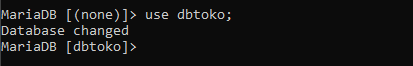 MariaDB [(none)]> use dbtoko;
Database changed
MariaDB [dbtoko]>